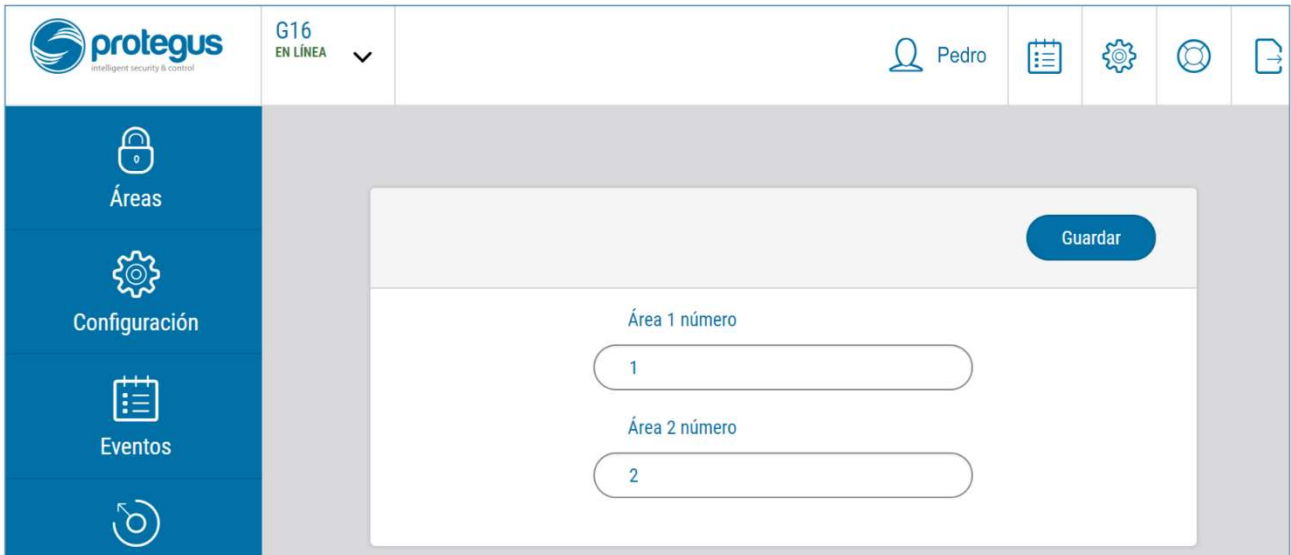 protegus
intelligent security & control
G16
EN LÍNEA
Pedro
Áreas
Configuración
Eventos
Guardar
Área 1 número
1
Área 2 número
2